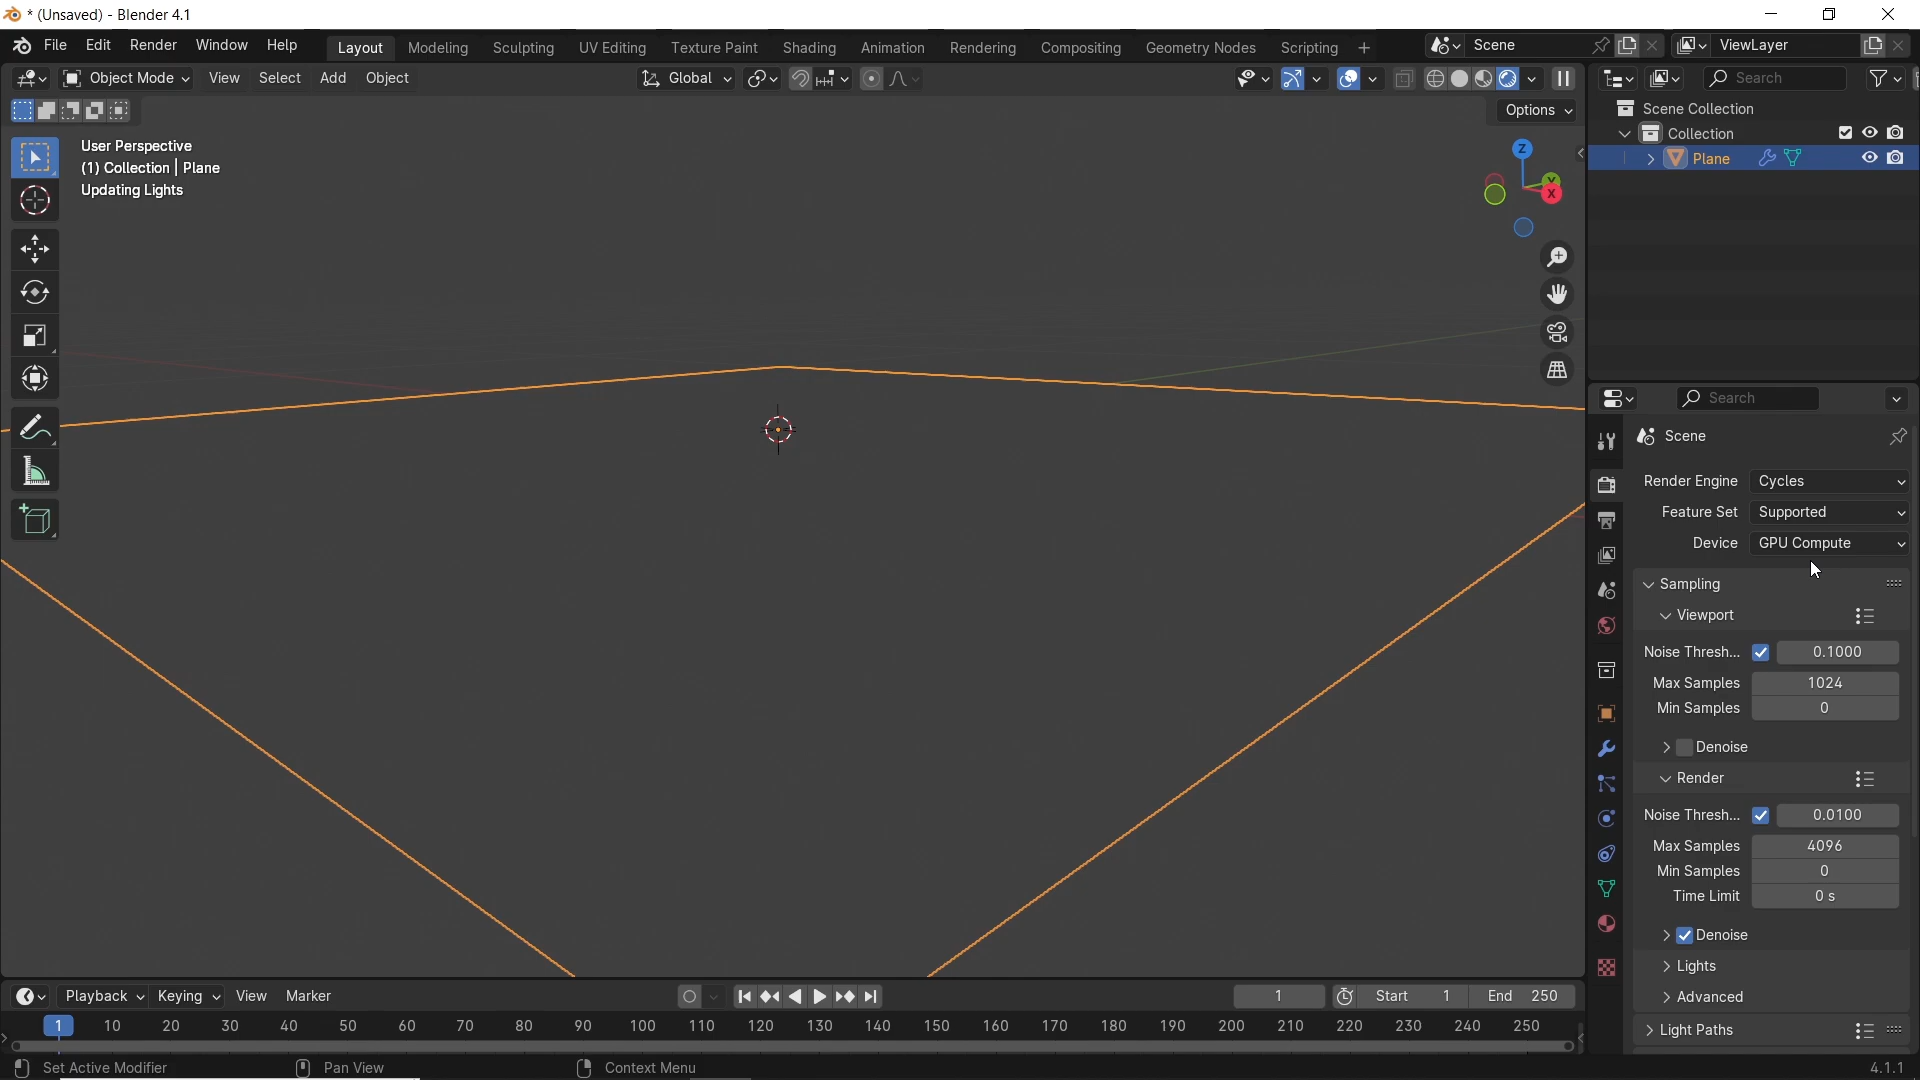 * (Unsaved) - Blender 4.1
File Edit Render Window Help Layout Modeling Sculpting UV Editing Texture Paint Shading Animation Rendering Compositing Geometry Nodes Scripting + Scene ViewLayer
Object Mode View Select Add Object Global Search
Options
User Perspective
(1) Collection | Plane
Updating Lights
Z
Y
X
Scene Collection
Collection
Plane
Search
Scene
Render Engine Cycles
Feature Set Supported
Device GPU Compute
Sampling
Viewport
Noise Thresh... 0.1000
Max Samples 1024
Min Samples 0
Denoise
Render
Noise Thresh... 0.0100
Max Samples 4096
Min Samples 0
Time Limit 0 s
Denoise
Lights
Advanced
Light Paths
Playback Keying View Marker 1 Start 1 End 250
1 10 20 30 40 50 60 70 80 90 100 110 120 130 140 150 160 170 180 190 200 210 220 230 240 250
Set Active Modifier Pan View Context Menu 4.1.1